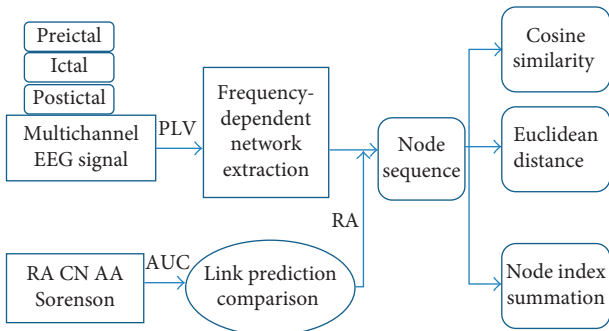 Preictal
Ictal
Postictal
Multichannel
EEG signal
PLV
Frequency-
dependent
network
extraction
Node
sequence
Cosine
similarity
Euclidean
distance
Node index
summation
RA
RA CN AA
Sorenson
AUC
Link prediction
comparison